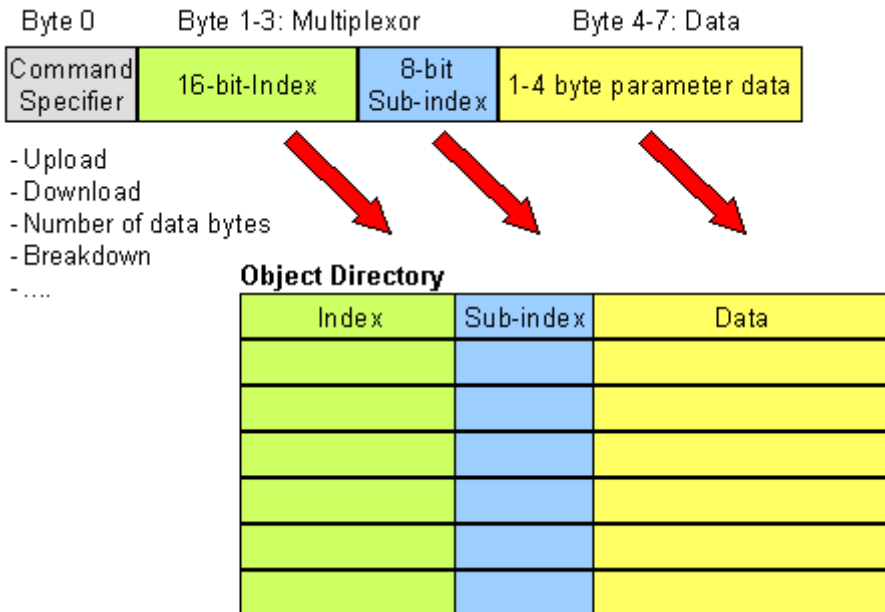 Byte 0 Byte 1-3: Multiplexor Byte 4-7: Data
Command Specifier
16-bit-Index
8-bit Sub-index
1-4 byte parameter data
- Upload
- Download
- Number of data bytes
- Breakdown
- ....
Object Directory
Index Sub-index Data